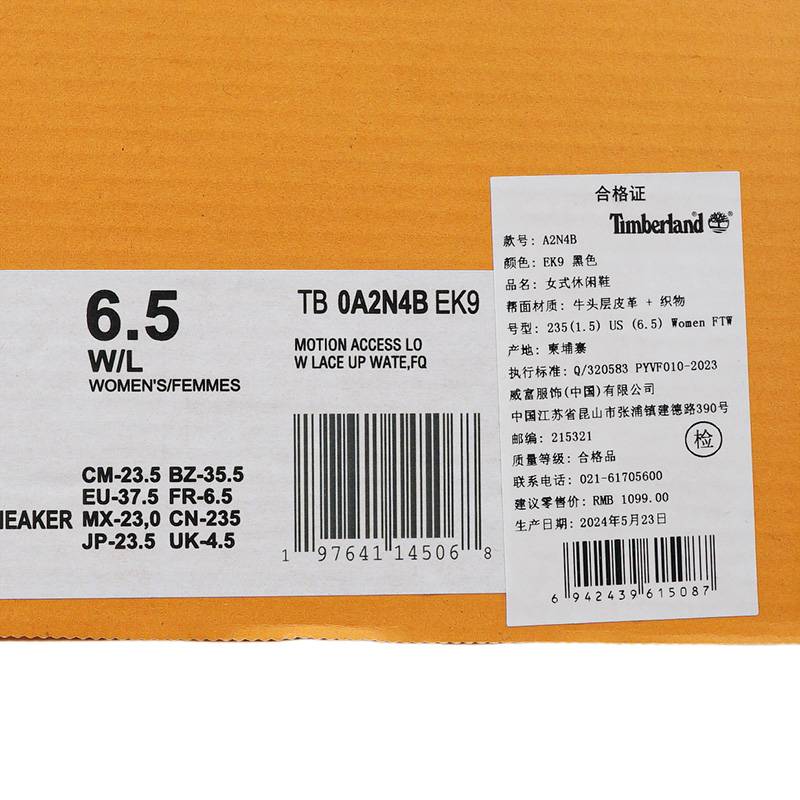 6.5
W/L
WOMEN'S/FEMMES
TB 0A2N4B EK9
MOTION ACCESS LO
W LACE UP WATE,FQ
CM-23.5 BZ-35.5
EU-37.5 FR-6.5
MX-23,0 CN-235
JP-23.5 UK-4.5
1 97641 14506 8
合格证
Timberland
款号: A2N4B
颜色: EK9 黑色
品名: 女式休闲鞋
帮面材质: 牛头层皮革 + 织物
号型: 235(1.5) US (6.5) Women FTW
产地: 柬埔寨
执行标准: Q/320583 PYVF010-2023
威富服饰(中国)有限公司
中国江苏省昆山市张浦镇建德路390号
邮编: 215321
检
质量等级: 合格品
联系电话: 021-61705600
建议零售价: RMB 1099.00
生产日期: 2024年5月23日
6 942439 615087